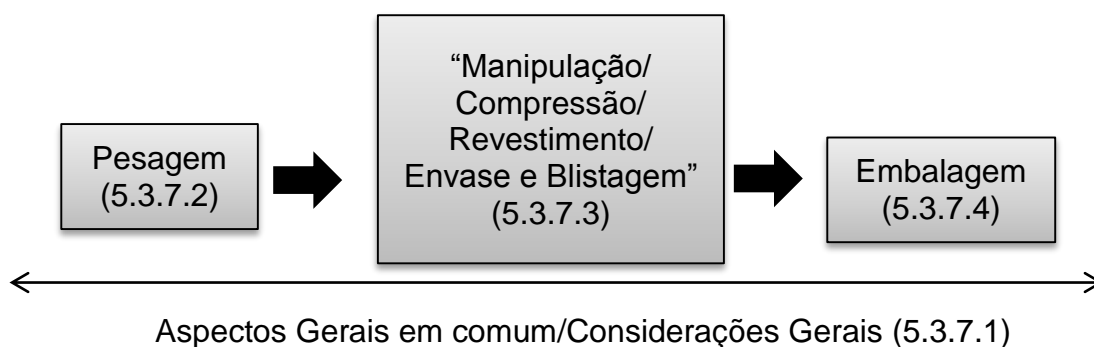 Pesagem
(5.3.7.2)
“Manipulação/
Compressão/
Revestimento/
Envase e Blistagem”
(5.3.7.3)
Embalagem
(5.3.7.4)
Aspectos Gerais em comum/Considerações Gerais (5.3.7.1)